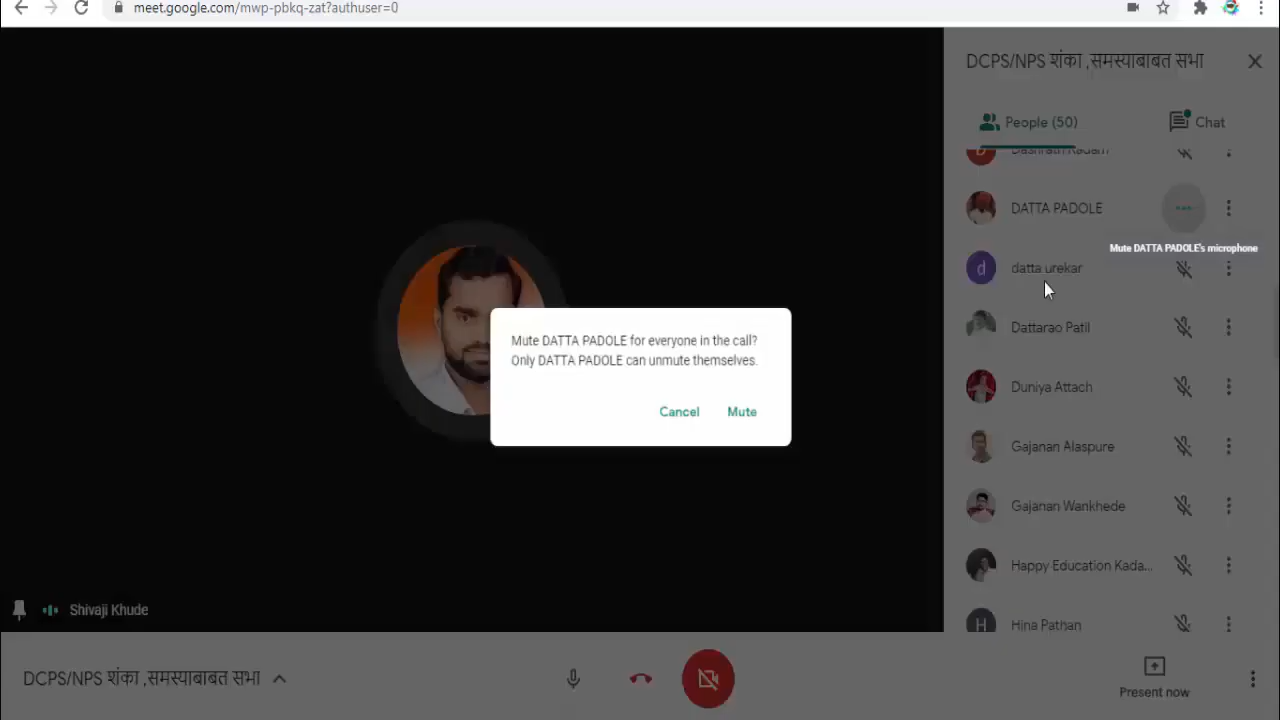 meet.google.com/mwp-pbkq-zat?authuser=0
DCPS/NPS शंका ,समस्याबाबत सभा
People (50)
Chat
DATTA PADOLE
Mute DATTA PADOLE's microphone
datta urekar
Dattarao Patil
Duniya Attach
Gajanan Alaspure
Gajanan Wankhede
Happy Education Kada...
H
Hina Pathan
d
Mute DATTA PADOLE for everyone in the call?
Only DATTA PADOLE can unmute themselves.
Cancel Mute
Shivaji Khude
DCPS/NPS शंका ,समस्याबाबत सभा
Present now